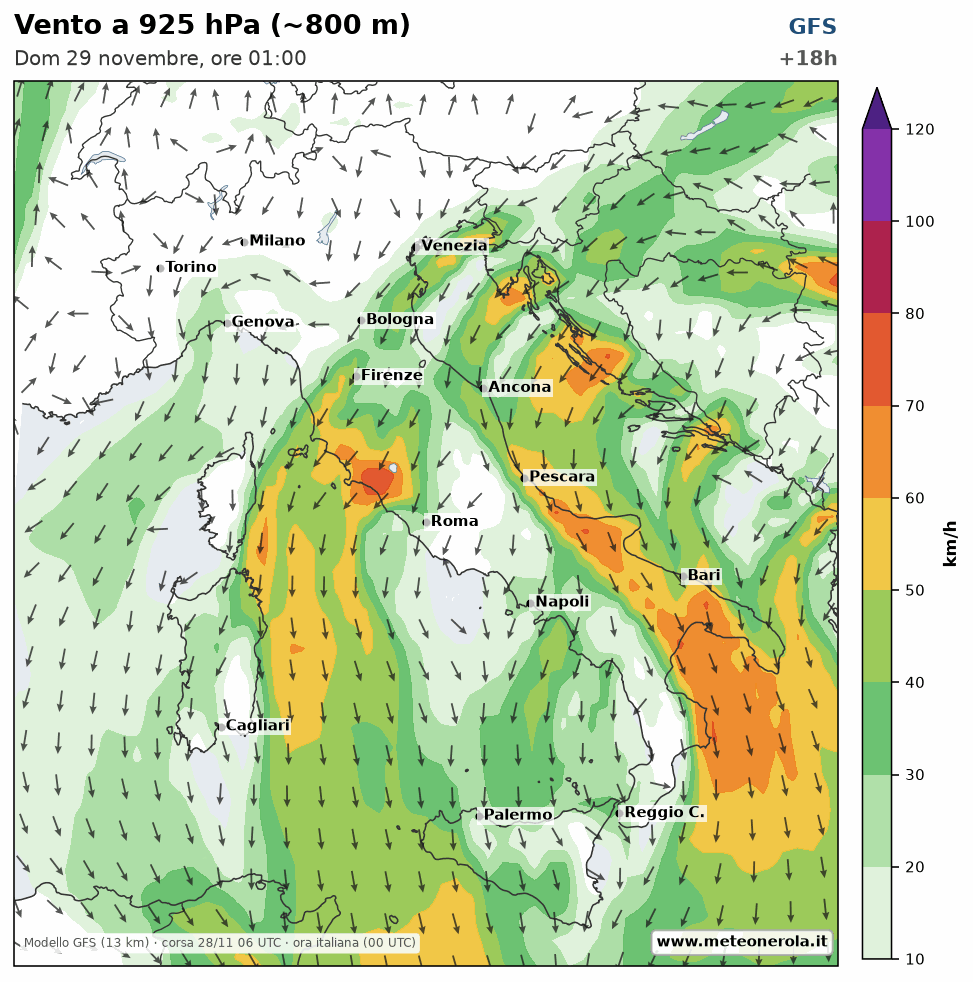 Vento a 925 hPa (~800 m)
GFS
Dom 29 novembre, ore 01:00
+18h
120
100
80
70
60
50
40
30
20
10
km/h
Venezia
Milano
Torino
Bologna
Genova
Firenze
Ancona
Pescara
Roma
Bari
Napoli
Cagliari
Palermo
Reggio C.
Modello GFS (13 km) · corsa 28/11 06 UTC · ora italiana (00 UTC)
www.meteonerola.it